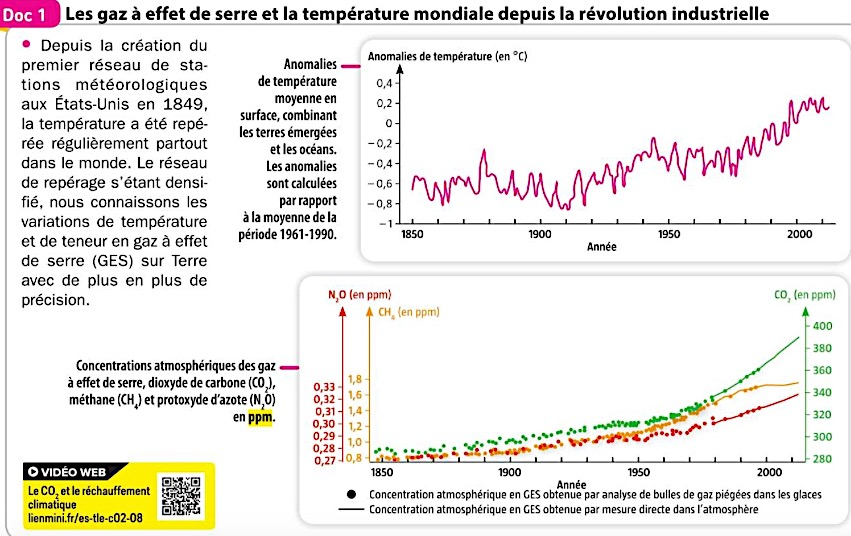 Doc 1 Les gaz à effet de serre et la température mondiale depuis la révolution industrielle
• Depuis la création du
premier réseau de sta-
tions météorologiques
aux États-Unis en 1849,
la température a été repé-
rée régulièrement partout
dans le monde. Le réseau
de repérage s'étant densi-
fié, nous connaissons les
variations de température
et de teneur en gaz à effet
de serre (GES) sur Terre
avec de plus en plus de
précision.
Anomalies
de température
moyenne en
surface, combinant
les terres émergées
et les océans.
Les anomalies
sont calculées
par rapport
à la moyenne de la
période 1961-1990.
Anomalies de température (en °C)
0,4
0,2
0
– 0,2
– 0,4
– 0,6
– 0,8
– 1
1850 1900 1950 2000
Année
Concentrations atmosphériques des gaz
à effet de serre, dioxyde de carbone (CO2),
méthane (CH4) et protoxyde d'azote (N2O)
en ppm.
N2O (en ppm)
CH4 (en ppm)
CO2 (en ppm)
0,33
0,32
0,31
0,30
0,29
0,28
0,27
1,8
1,6
1,4
1,2
1,0
0,8
400
380
360
340
320
300
280
1850 1900 1950 2000
Année
● Concentration atmosphérique en GES obtenue par analyse de bulles de gaz piégées dans les glaces
— Concentration atmosphérique en GES obtenue par mesure directe dans l'atmosphère
VIDÉO WEB
Le CO2 et le réchauffement
climatique
lienmini.fr/es-tle-c02-08